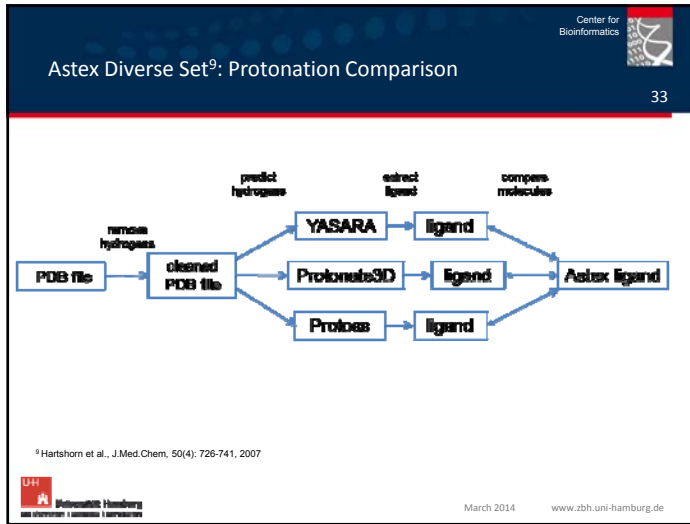 Center for
Bioinformatics
Astex Diverse Set⁹: Protonation Comparison
33
predict
hydrogens
extract
ligand
compare
molecules
remove
hydrogens
YASARA
ligand
PDB file
cleaned
PDB file
Protonate3D
ligand
Astex ligand
Protoss
ligand
⁹ Hartshorn et al., J.Med.Chem, 50(4): 726-741, 2007
UH
Universität Hamburg
March 2014
www.zbh.uni-hamburg.de